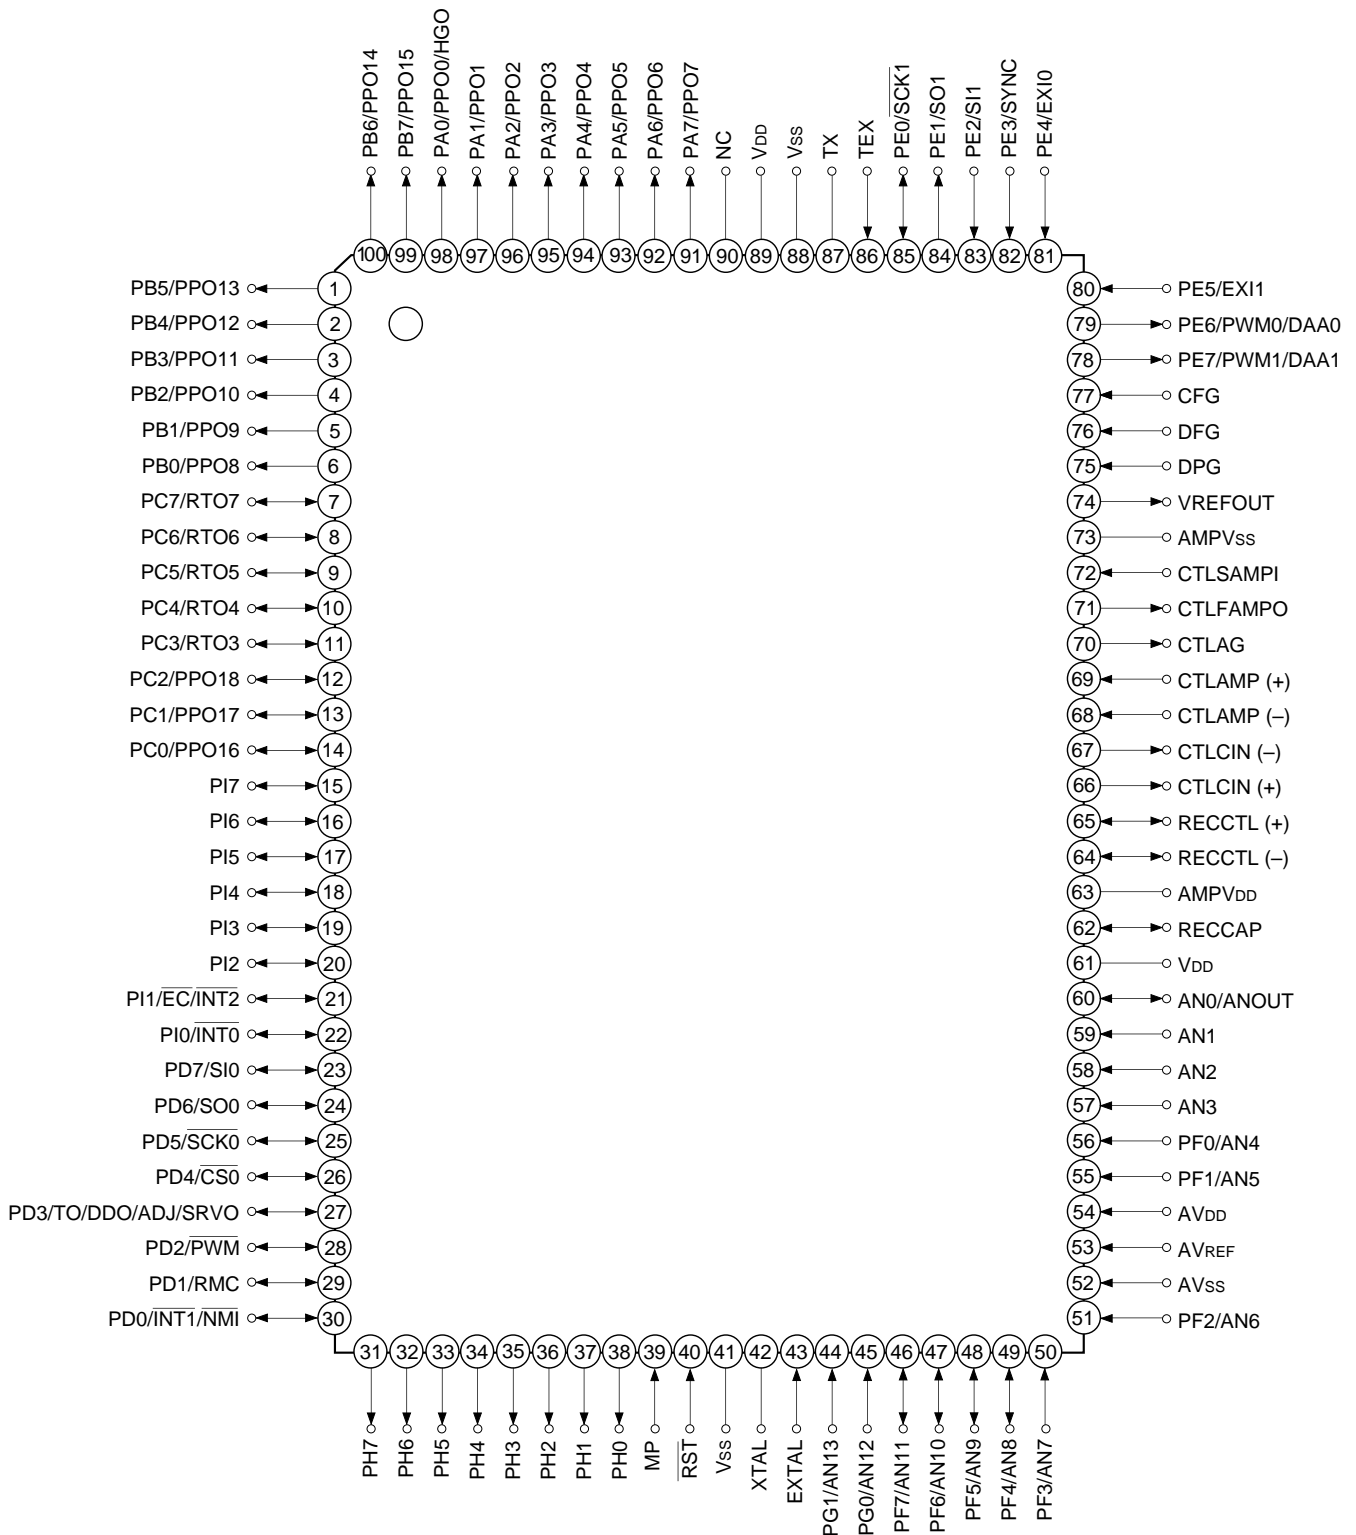 PB6/PPO14
PB7/PPO15
PA0/PPO0/HGO
PA1/PPO1
PA2/PPO2
PA3/PPO3
PA4/PPO4
PA5/PPO5
PA6/PPO6
PA7/PPO7
NC
VDD
VSS
TX
TEX
PE0/SCK1
PE1/SO1
PE2/SI1
PE3/SYNC
PE4/EXI0
100 99 98 97 96 95 94 93 92 91 90 89 88 87 86 85 84 83 82 81
PB5/PPO13 1
PB4/PPO12 2
PB3/PPO11 3
PB2/PPO10 4
PB1/PPO9 5
PB0/PPO8 6
PC7/RTO7 7
PC6/RTO6 8
PC5/RTO5 9
PC4/RTO4 10
PC3/RTO3 11
PC2/PPO18 12
PC1/PPO17 13
PC0/PPO16 14
PI7 15
PI6 16
PI5 17
PI4 18
PI3 19
PI2 20
PI1/EC/INT2 21
PI0/INT0 22
PD7/SI0 23
PD6/SO0 24
PD5/SCK0 25
PD4/CS0 26
PD3/TO/DDO/ADJ/SRVO 27
PD2/PWM 28
PD1/RMC 29
PD0/INT1/NMI 30
80 PE5/EXI1
79 PE6/PWM0/DAA0
78 PE7/PWM1/DAA1
77 CFG
76 DFG
75 DPG
74 VREFOUT
73 AMPVSS
72 CTLSAMPI
71 CTLFAMPO
70 CTLAG
69 CTLAMP (+)
68 CTLAMP (–)
67 CTLCIN (–)
66 CTLCIN (+)
65 RECCTL (+)
64 RECCTL (–)
63 AMPVDD
62 RECCAP
61 VDD
60 AN0/ANOUT
59 AN1
58 AN2
57 AN3
56 PF0/AN4
55 PF1/AN5
54 AVDD
53 AVREF
52 AVSS
51 PF2/AN6
31 32 33 34 35 36 37 38 39 40 41 42 43 44 45 46 47 48 49 50
PH7
PH6
PH5
PH4
PH3
PH2
PH1
PH0
MP
RST
VSS
XTAL
EXTAL
PG1/AN13
PG0/AN12
PF7/AN11
PF6/AN10
PF5/AN9
PF4/AN8
PF3/AN7